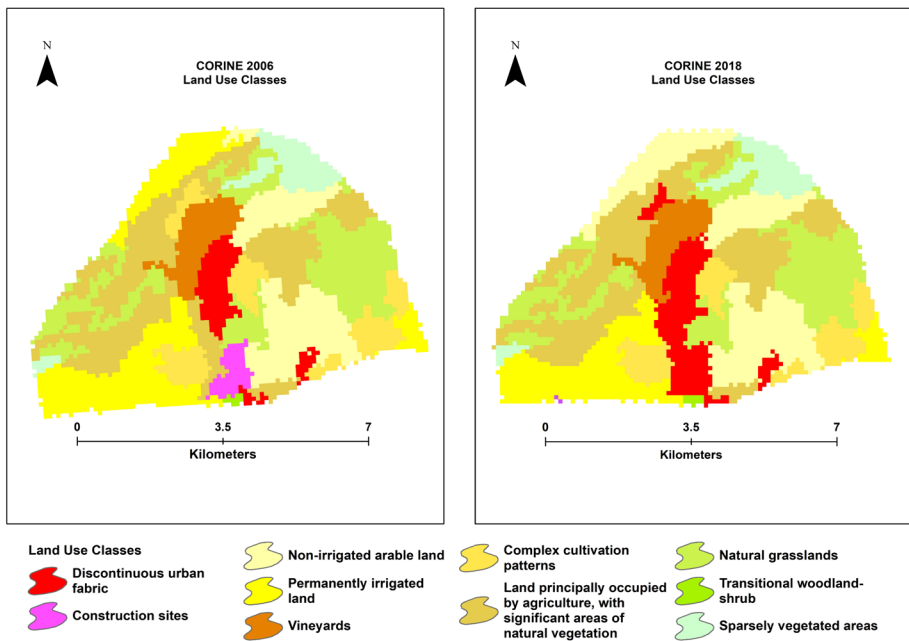 N
CORINE 2006
Land Use Classes
0
3.5
7
Kilometers
N
CORINE 2018
Land Use Classes
0
3.5
7
Kilometers
Land Use Classes
Discontinuous urban
fabric
Construction sites
Non-irrigated arable land
Permanently irrigated
land
Vineyards
Complex cultivation
patterns
Land principally occupied
by agriculture, with
significant areas of
natural vegetation
Natural grasslands
Transitional woodland-
shrub
Sparsely vegetated areas